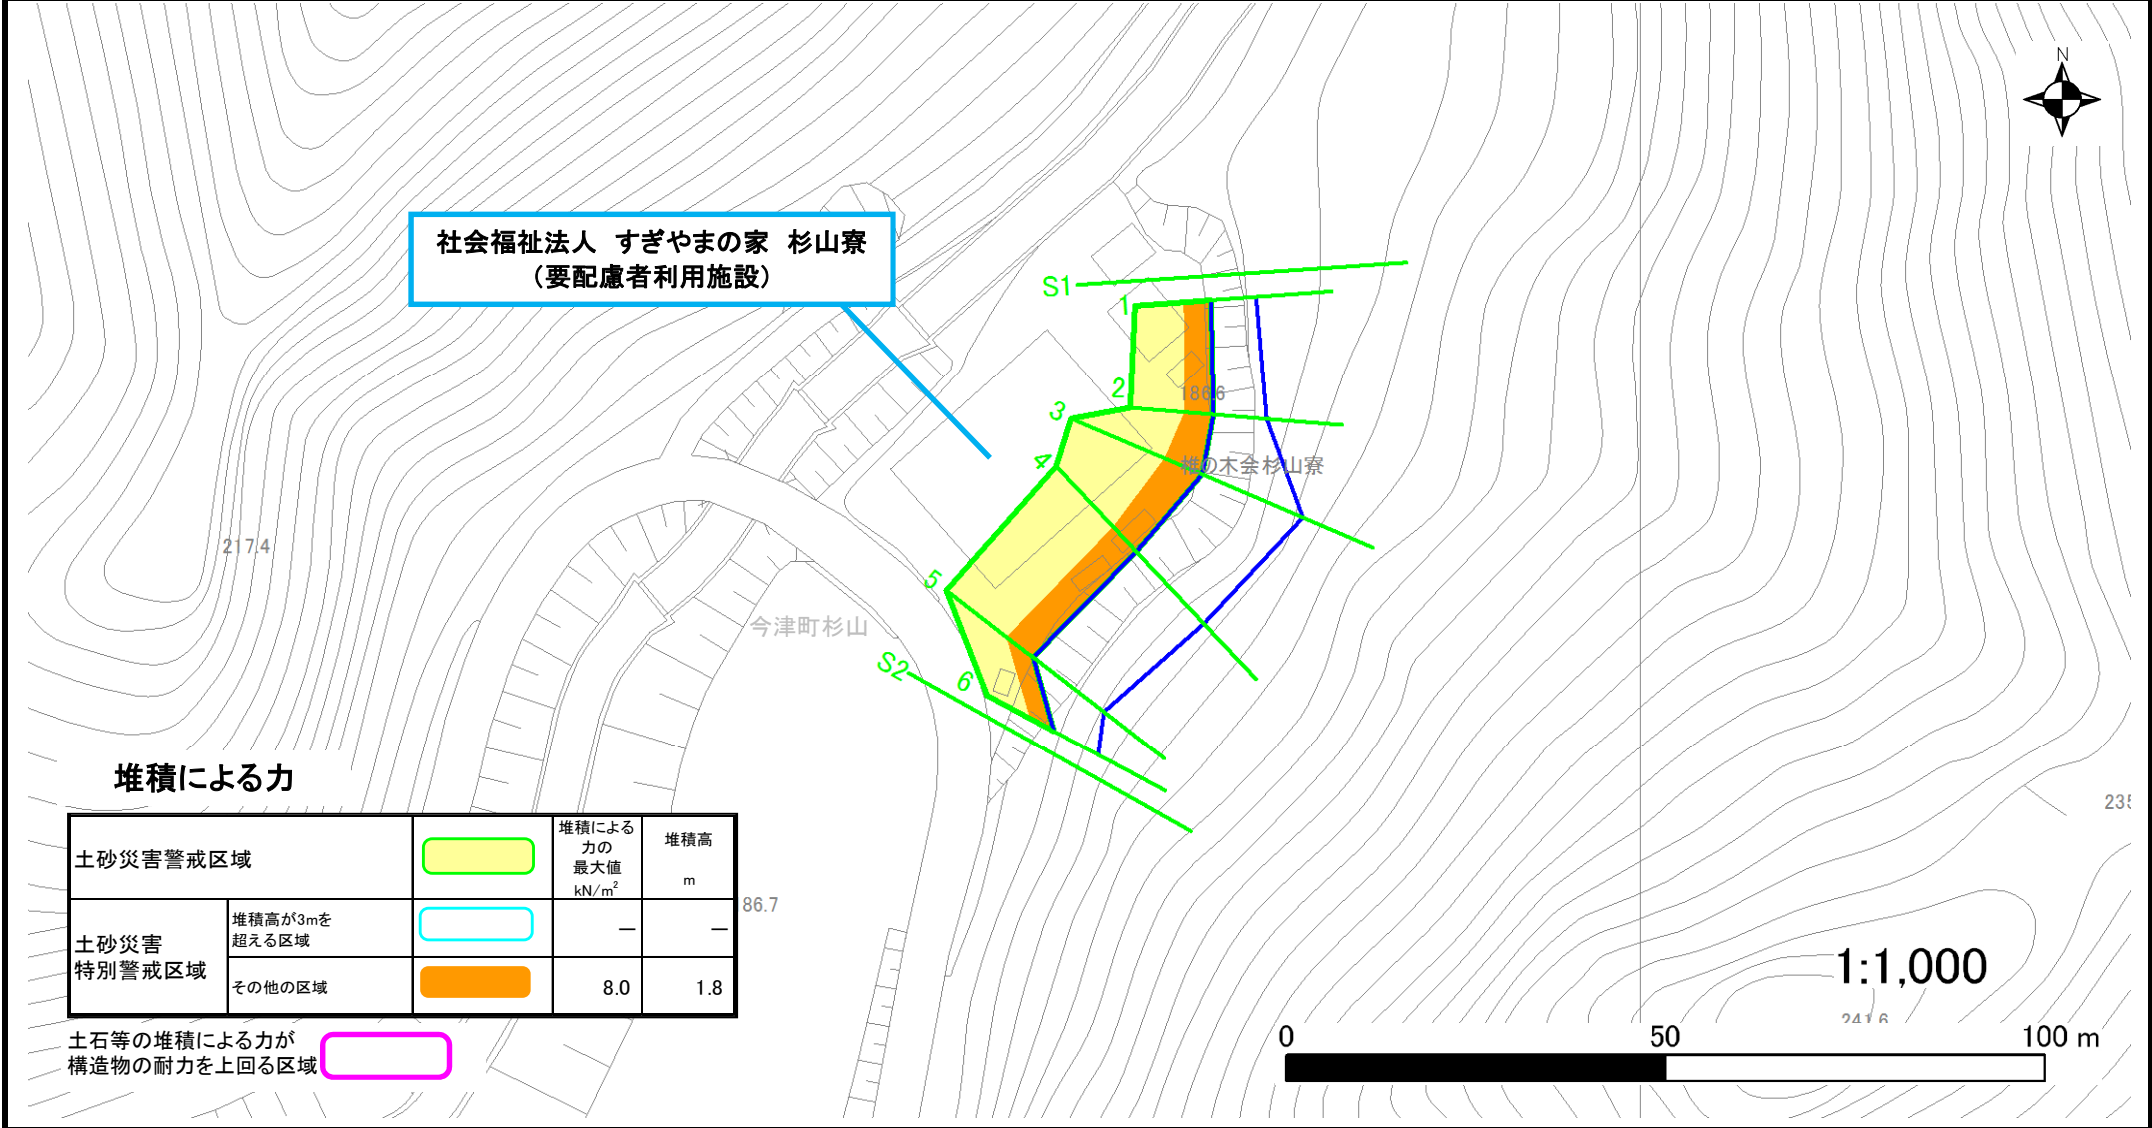 N
社会福祉法人　すぎやまの家　杉山寮
（要配慮者利用施設）
S1
1
2
186.6
3
椎の木会杉山寮
4
217.4
5
今津町杉山
S2
6
堆積による力
土砂災害警戒区域
堆積による
力の
最大値
kN/m²
堆積高
m
土砂災害
特別警戒区域
堆積高が3mを
超える区域
—
—
その他の区域
8.0
1.8
土石等の堆積による力が
構造物の耐力を上回る区域
86.7
235
1:1,000
241.6
0
50
100 m